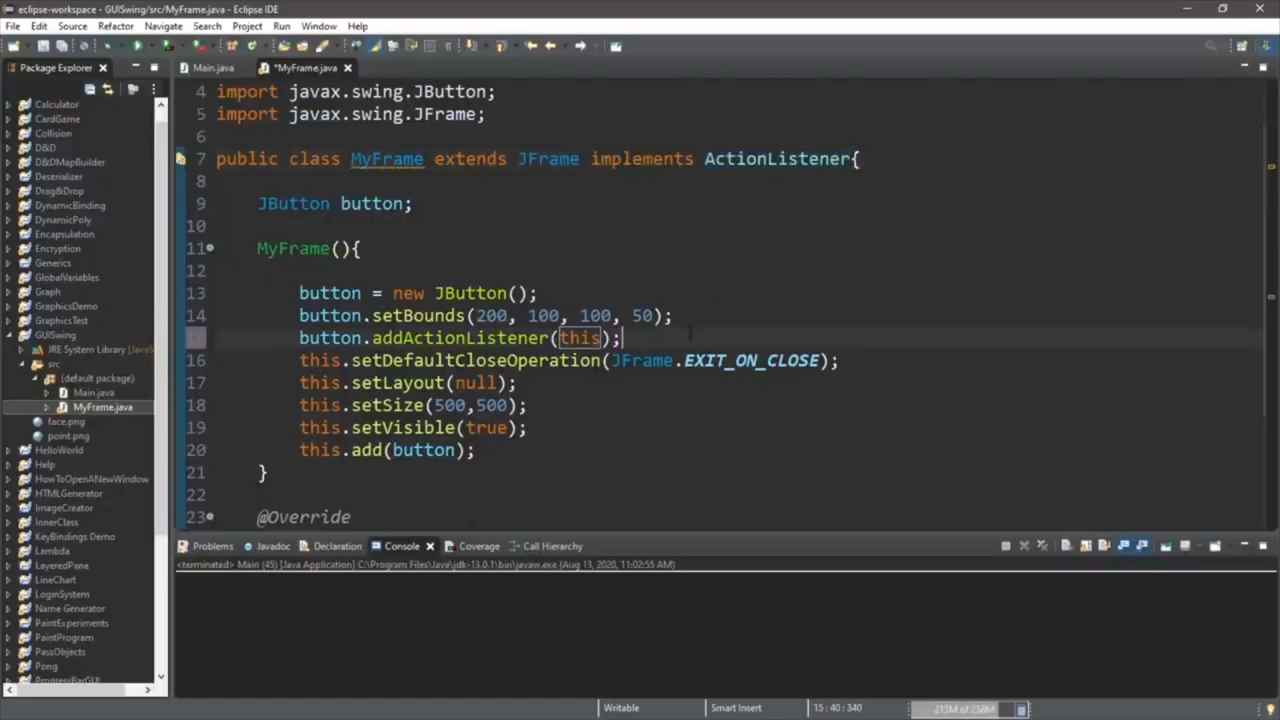 eclipse-workspace - GUISwing/src/MyFrame.java - Eclipse IDE
File Edit Source Refactor Navigate Search Project Run Window Help
Package Explorer
Main.java *MyFrame.java
Calculator
CardGame
Collision
D&D
D&DMapBuilder
Deserializer
Drag&Drop
DynamicBinding
DynamicPoly
Encapsulation
Encryption
Generics
GlobalVariables
Graph
GraphicsDemo
GraphicsTest
GUISwing
JRE System Library [JavaS
src
(default package)
Main.java
MyFrame.java
face.png
point.png
HelloWorld
Help
HowToOpenANewWindow
HTMLGenerator
ImageCreator
InnerClass
KeyBindings Demo
Lambda
LayeredPane
LineChart
LoginSystem
Name Generator
PaintExperiments
PaintProgram
PassObjects
Pong
ProgressBarGUI
4 import javax.swing.JButton;
5 import javax.swing.JFrame;
6
7 public class MyFrame extends JFrame implements ActionListener{
8
9 JButton button;
10
11 MyFrame(){
12
13 button = new JButton();
14 button.setBounds(200, 100, 100, 50);
button.addActionListener(this);
16 this.setDefaultCloseOperation(JFrame.EXIT_ON_CLOSE);
17 this.setLayout(null);
18 this.setSize(500,500);
19 this.setVisible(true);
20 this.add(button);
21 }
22
23 @Override
Problems Javadoc Declaration Console Coverage Call Hierarchy
<terminated> Main (45) [Java Application] C:\Program Files\Java\jdk-13.0.1\bin\javaw.exe (Aug 13, 2020, 11:02:55 AM)
Writable Smart Insert 15 : 40 : 340 215M of 256M